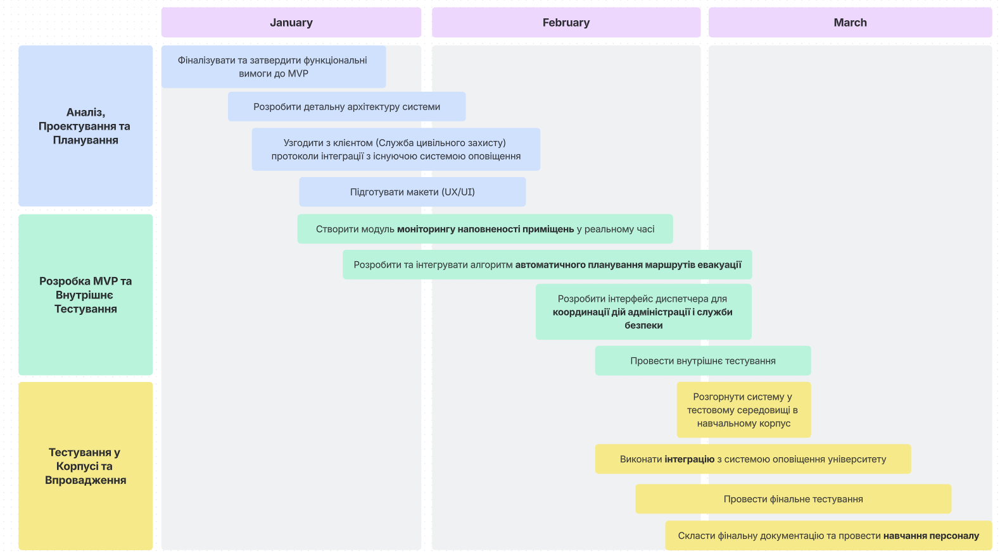 January
February
March
Аналіз,
Проектування та
Планування
Фіналізувати та затвердити функціональні
вимоги до MVP
Розробити детальну архітектуру системи
Узгодити з клієнтом (Служба цивільного захисту)
протоколи інтеграції з існуючою системою оповіщення
Підготувати макети (UX/UI)
Розробка MVP та
Внутрішнє
Тестування
Створити модуль моніторингу наповненості приміщень у реальному часі
Розробити та інтегрувати алгоритм автоматичного планування маршрутів евакуації
Розробити інтерфейс диспетчера для
координації дій адміністрації і служби
безпеки
Провести внутрішнє тестування
Тестування у
Корпусі та
Впровадження
Розгорнути систему у
тестовому середовищі в
навчальному корпус
Виконати інтеграцію з системою оповіщення університету
Провести фінальне тестування
Скласти фінальну документацію та провести навчання персоналу